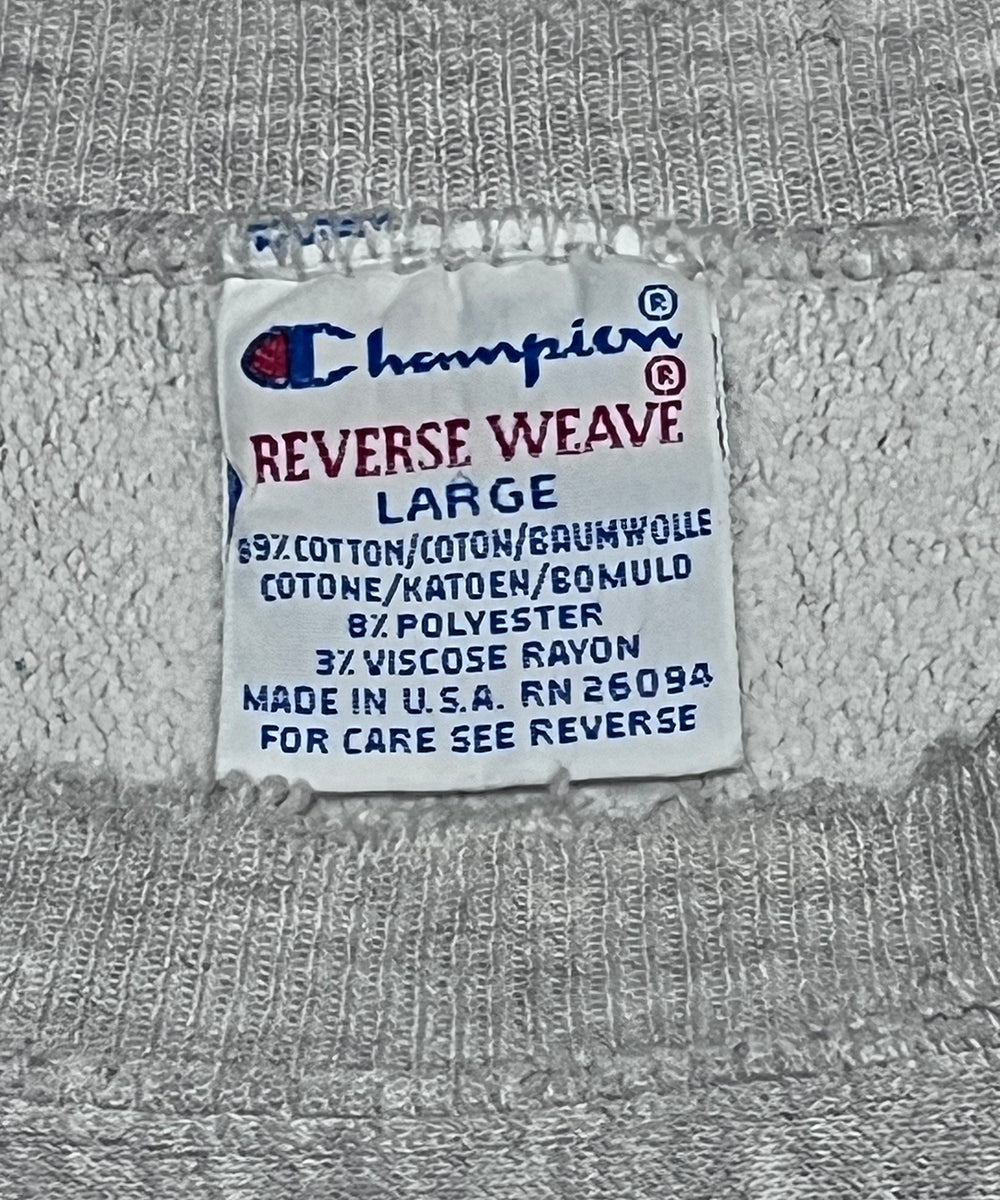 Champion®
®
REVERSE WEAVE
LARGE
89% COTTON/COTON/BAUMWOLLE
COTONE/KATOEN/BOMULD
8% POLYESTER
3% VISCOSE RAYON
MADE IN U.S.A. RN 26094
FOR CARE SEE REVERSE